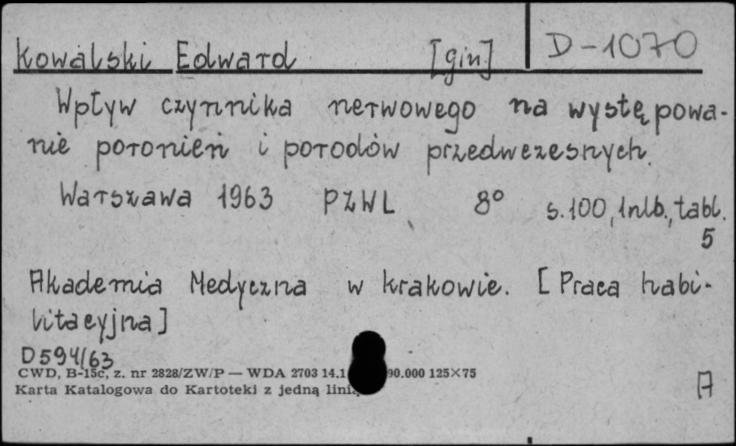 Kowalski Edward [gin.] D-1070
Wpływ czynnika nerwowego na występowa-
nie poronień i porodów przedwczesnych.
Warszawa 1963 PZWL 8° s.100, 1nlb., tabl.
5
Akademia Medyczna w Krakowie. [Praca habi-
litacyjna]
D594/63
CWD, B-15c, z. nr 2828/ZW/P — WDA 2703 14.1 90.000 125×75
Karta Katalogowa do Kartoteki z jedną
A